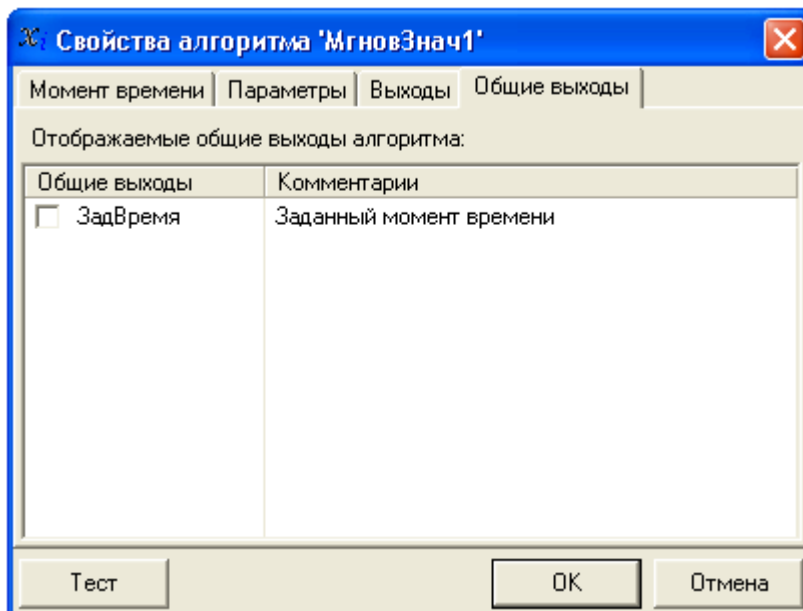 Свойства алгоритма 'МгновЗнач1'
Момент времени Параметры Выходы Общие выходы
Отображаемые общие выходы алгоритма:
Общие выходы Комментарии
ЗадВремя Заданный момент времени
Тест OK Отмена